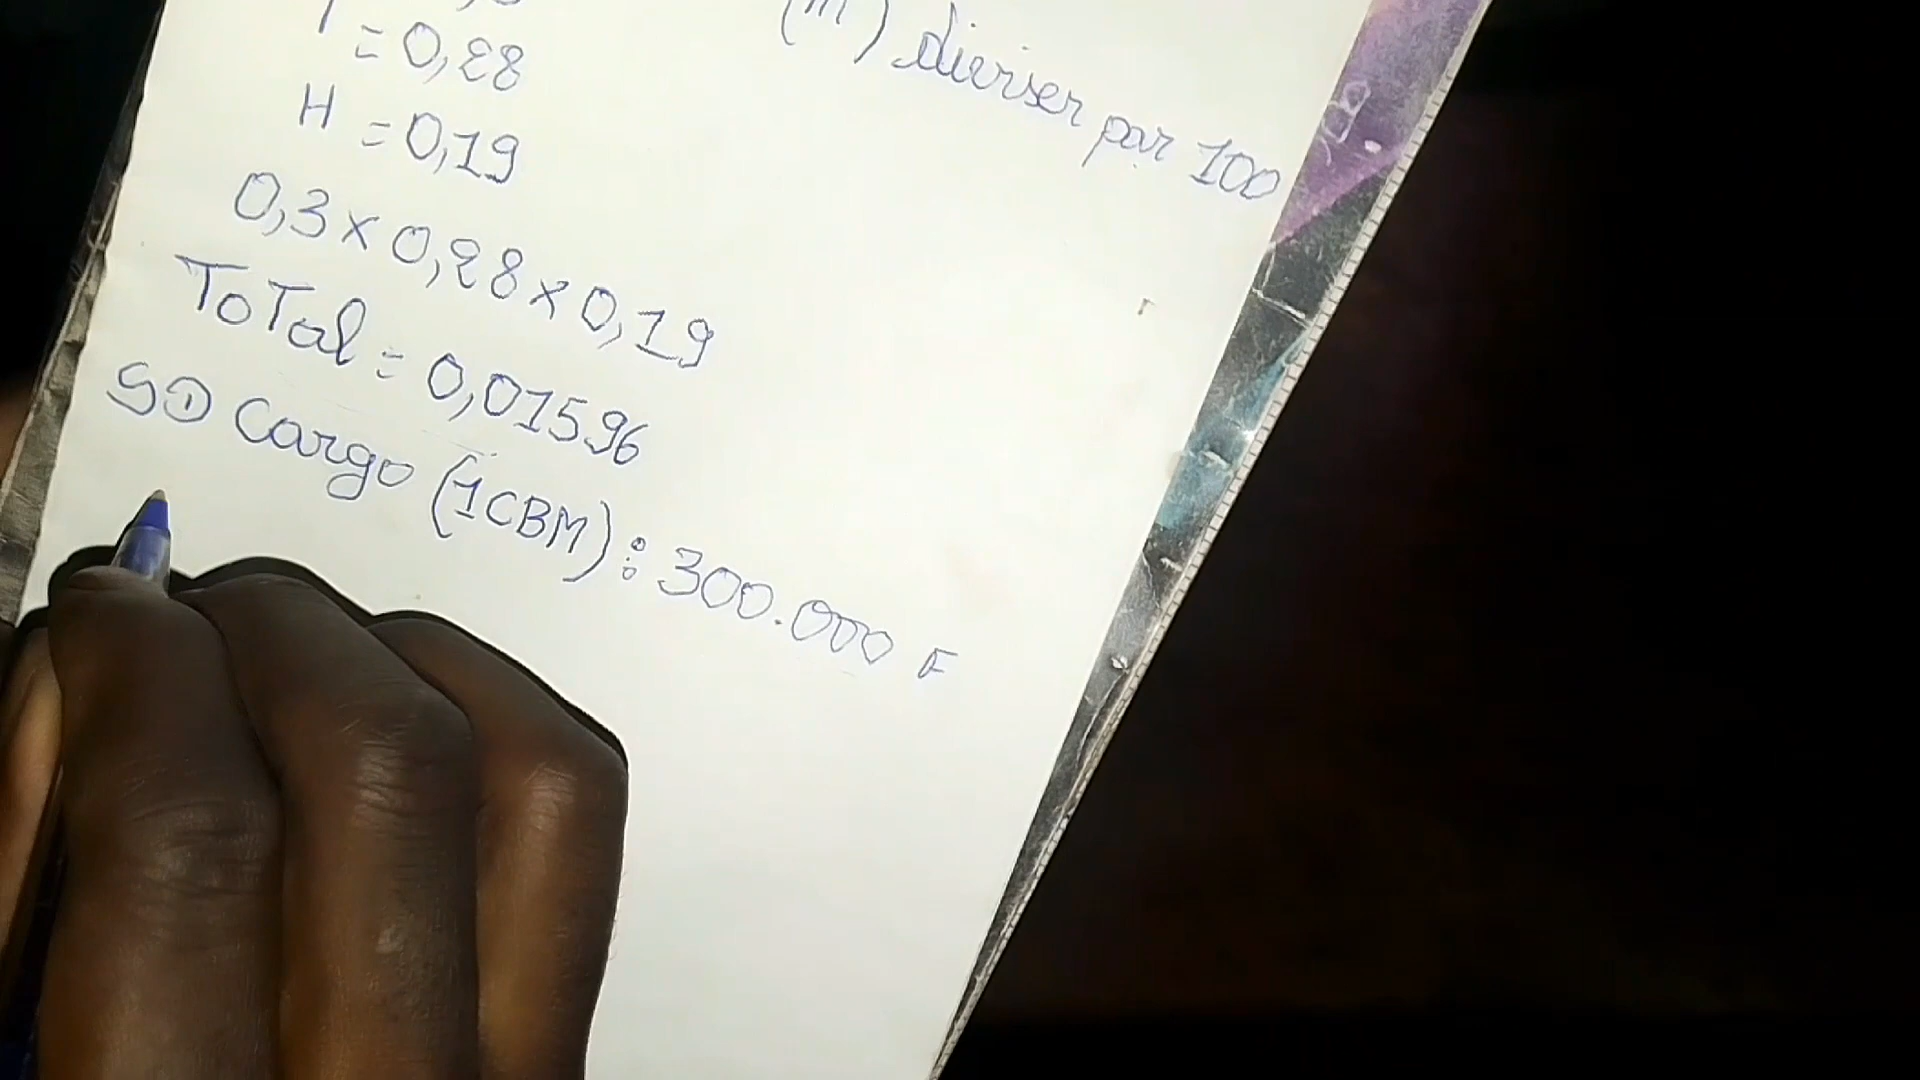 (m) diviser par 100
= 0,28
H = 0,19
0,3 x 0,28 x 0,19
ToTal = 0,01596
SD Cargo (1CBM) : 300.000 F